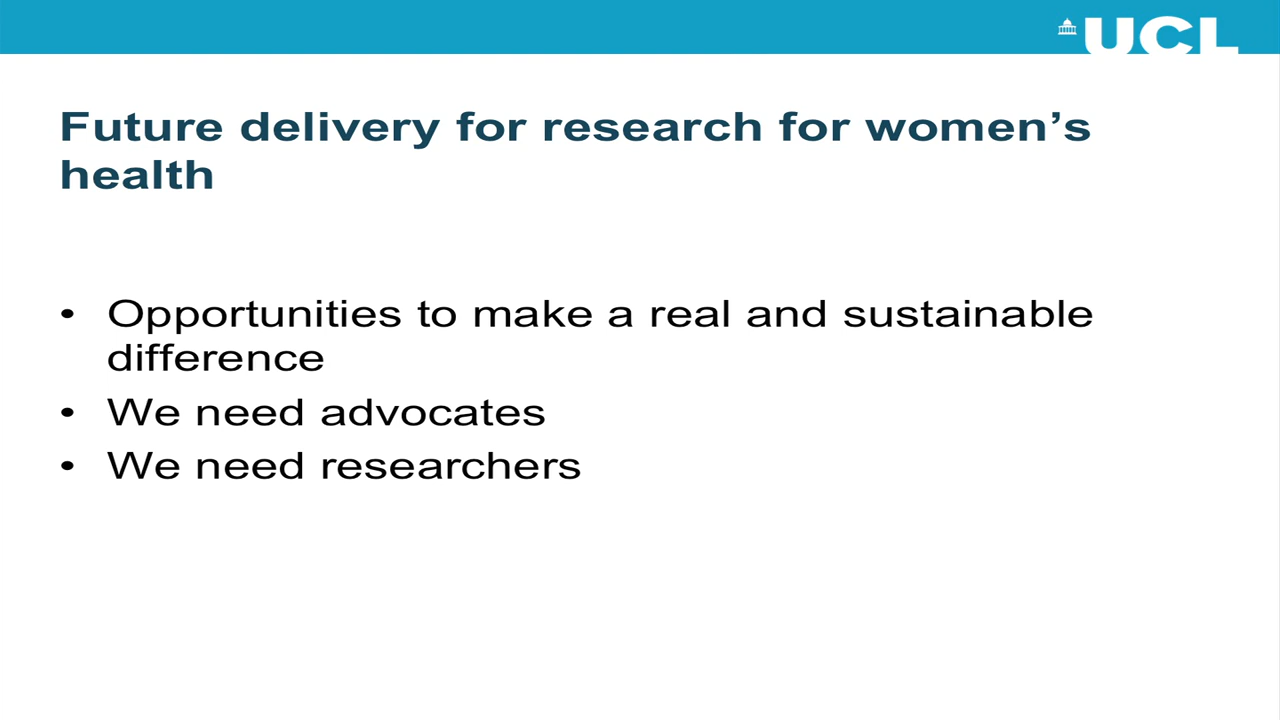 UCL
Future delivery for research for women’s
health
• Opportunities to make a real and sustainable
difference
• We need advocates
• We need researchers